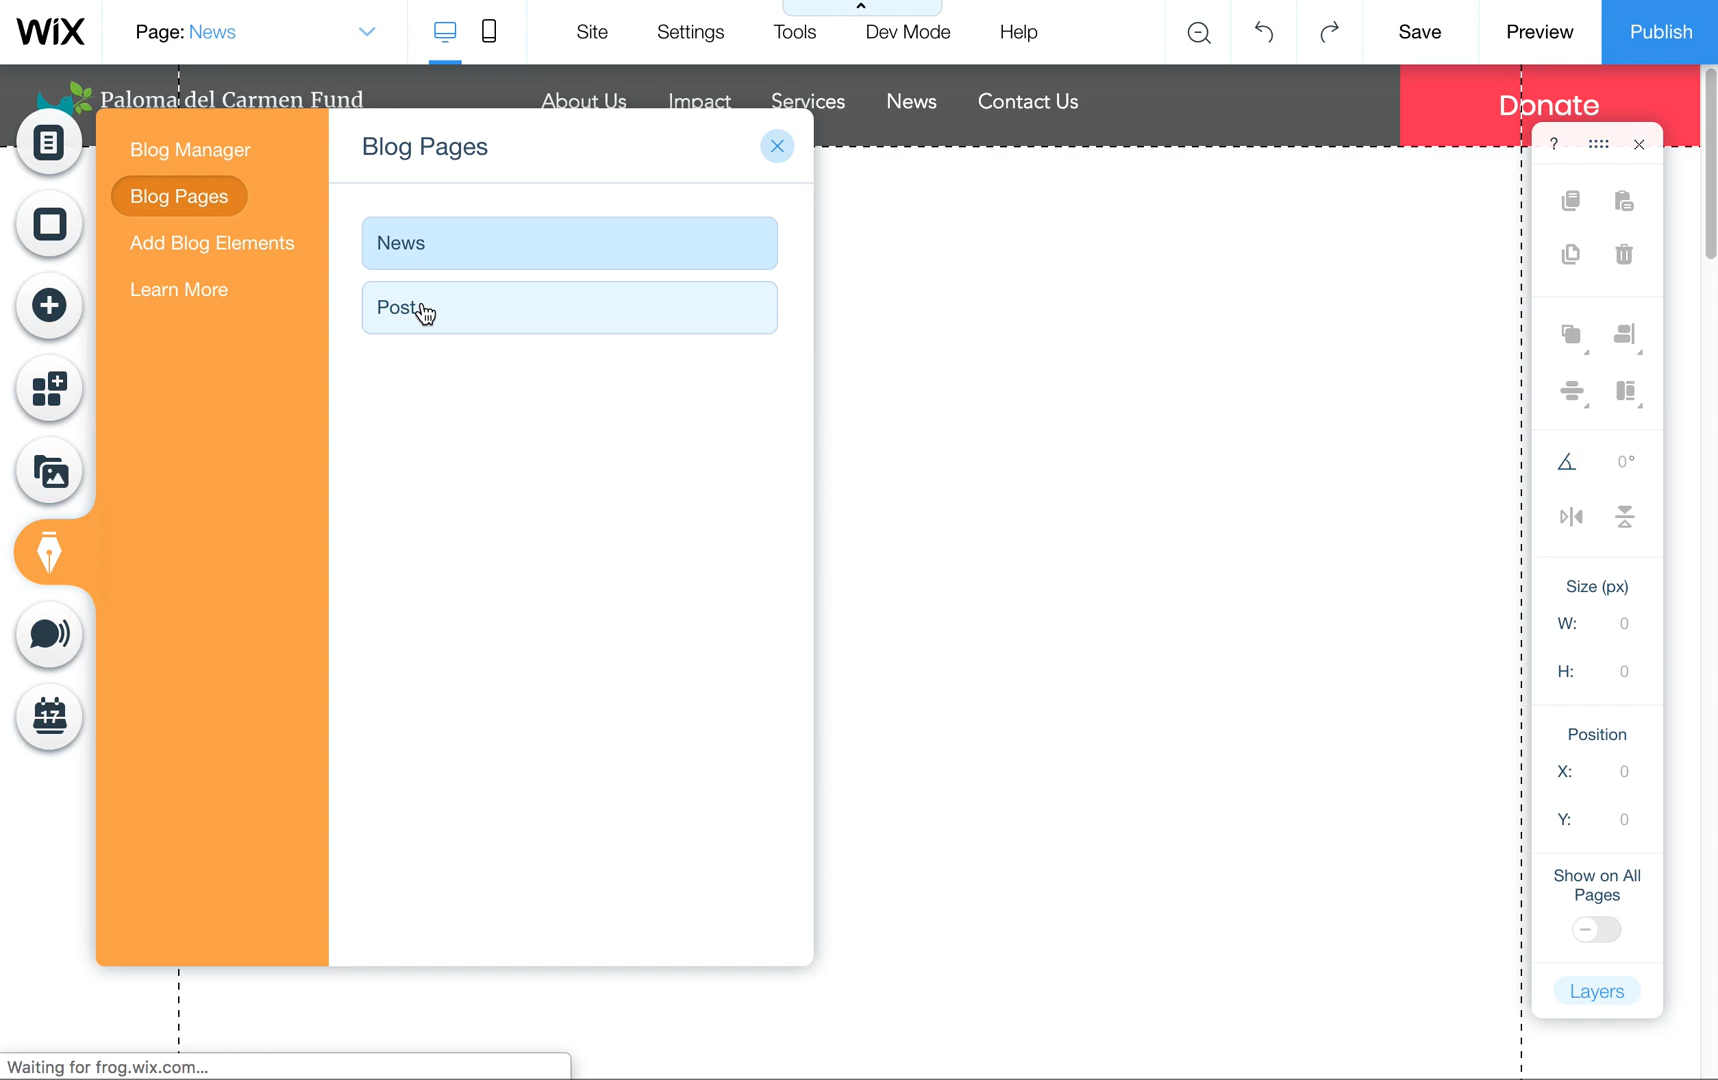 WIX
Page: News
Site
Settings
Tools
Dev Mode
Help
Save
Preview
Publish
Paloma del Carmen Fund
About Us
Impact
Services
News
Contact Us
Donate
Blog Manager
Blog Pages
Add Blog Elements
Learn More
Blog Pages
News
Post
?
0°
Size (px)
W: 0
H: 0
Position
X: 0
Y: 0
Show on All
Pages
Layers
17
Waiting for frog.wix.com...